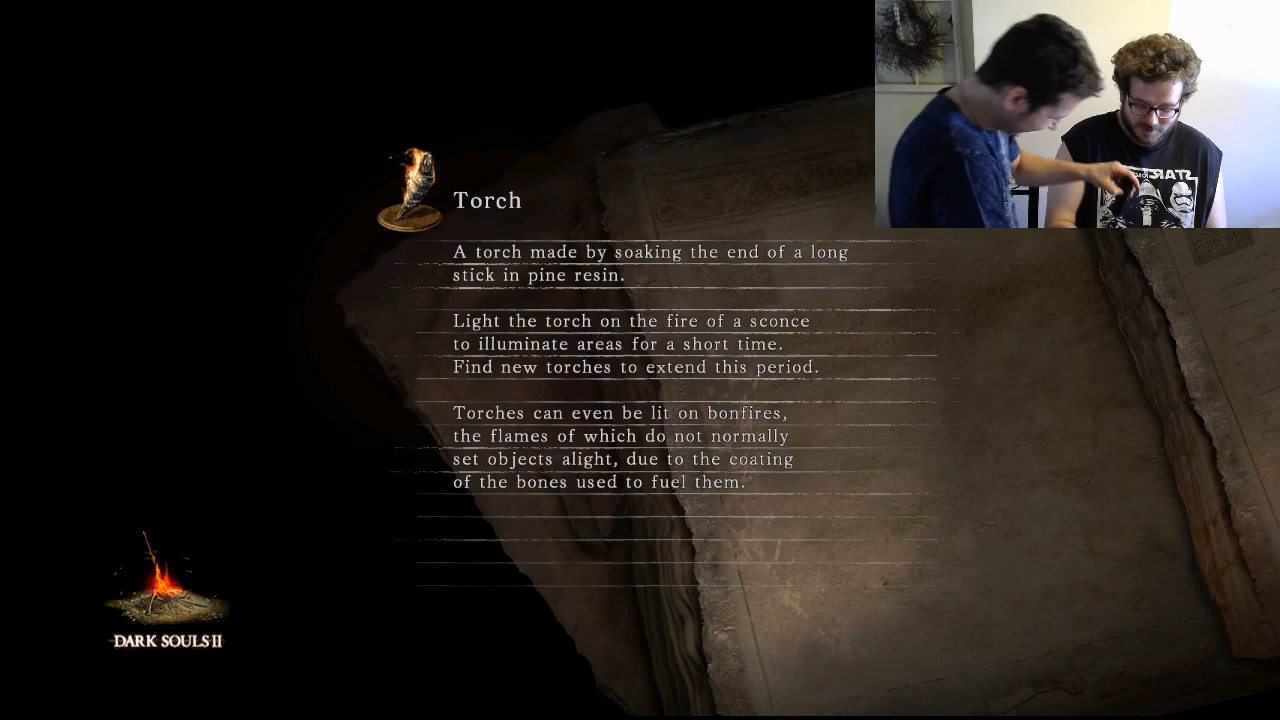 Torch
A torch made by soaking the end of a long
stick in pine resin.
Light the torch on the fire of a sconce
to illuminate areas for a short time.
Find new torches to extend this period.
Torches can even be lit on bonfires,
the flames of which do not normally
set objects alight, due to the coating
of the bones used to fuel them.
DARK SOULS II
STAR